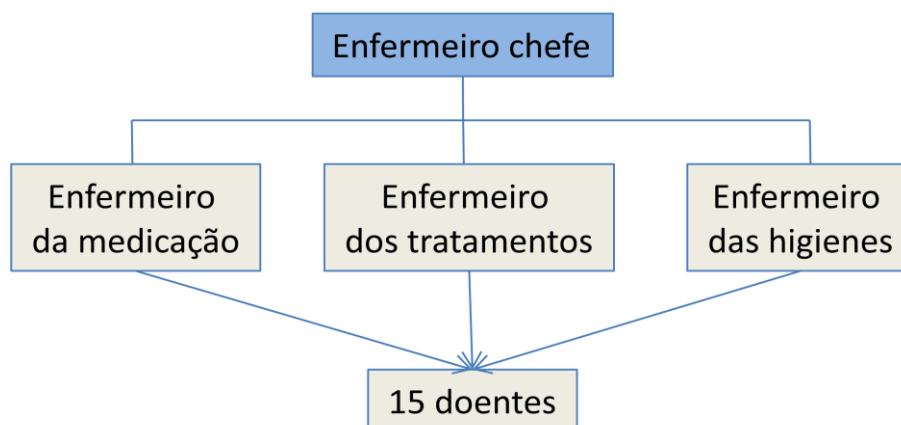 Enfermeiro chefe
Enfermeiro
da medicação
Enfermeiro
dos tratamentos
Enfermeiro
das higienes
15 doentes